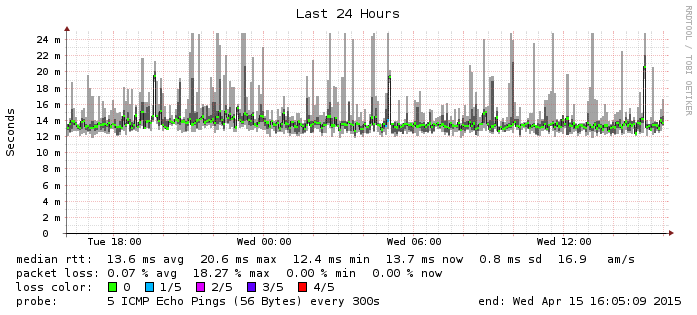 Last 24 Hours
RRDTOOL / TOBI OETIKER
Seconds
24 m
22 m
20 m
18 m
16 m
14 m
12 m
10 m
8 m
6 m
4 m
2 m
0
Tue 18:00 Wed 00:00 Wed 06:00 Wed 12:00
median rtt: 13.6 ms avg 20.6 ms max 12.4 ms min 13.7 ms now 0.8 ms sd 16.9 am/s
packet loss: 0.07 % avg 18.27 % max 0.00 % min 0.00 % now
loss color: 0 1/5 2/5 3/5 4/5
probe: 5 ICMP Echo Pings (56 Bytes) every 300s end: Wed Apr 15 16:05:09 2015